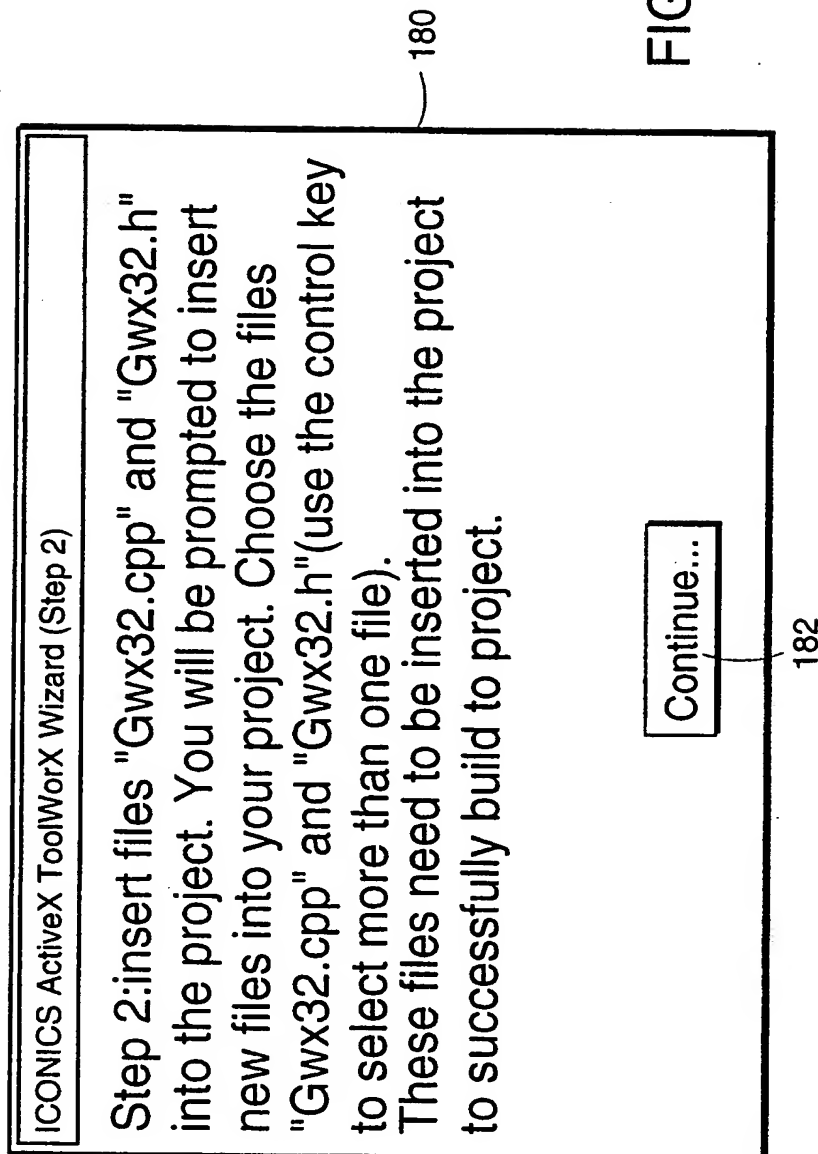 ICONICS ActiveX ToolWorX Wizard (Step 2)
Step 2:insert files "Gwx32.cpp" and "Gwx32.h"
into the project. You will be prompted to insert
new files into your project. Choose the files
"Gwx32.cpp" and "Gwx32.h"(use the control key
to select more than one file).
These files need to be inserted into the project
to successfully build to project.
Continue...
180
182
FIG